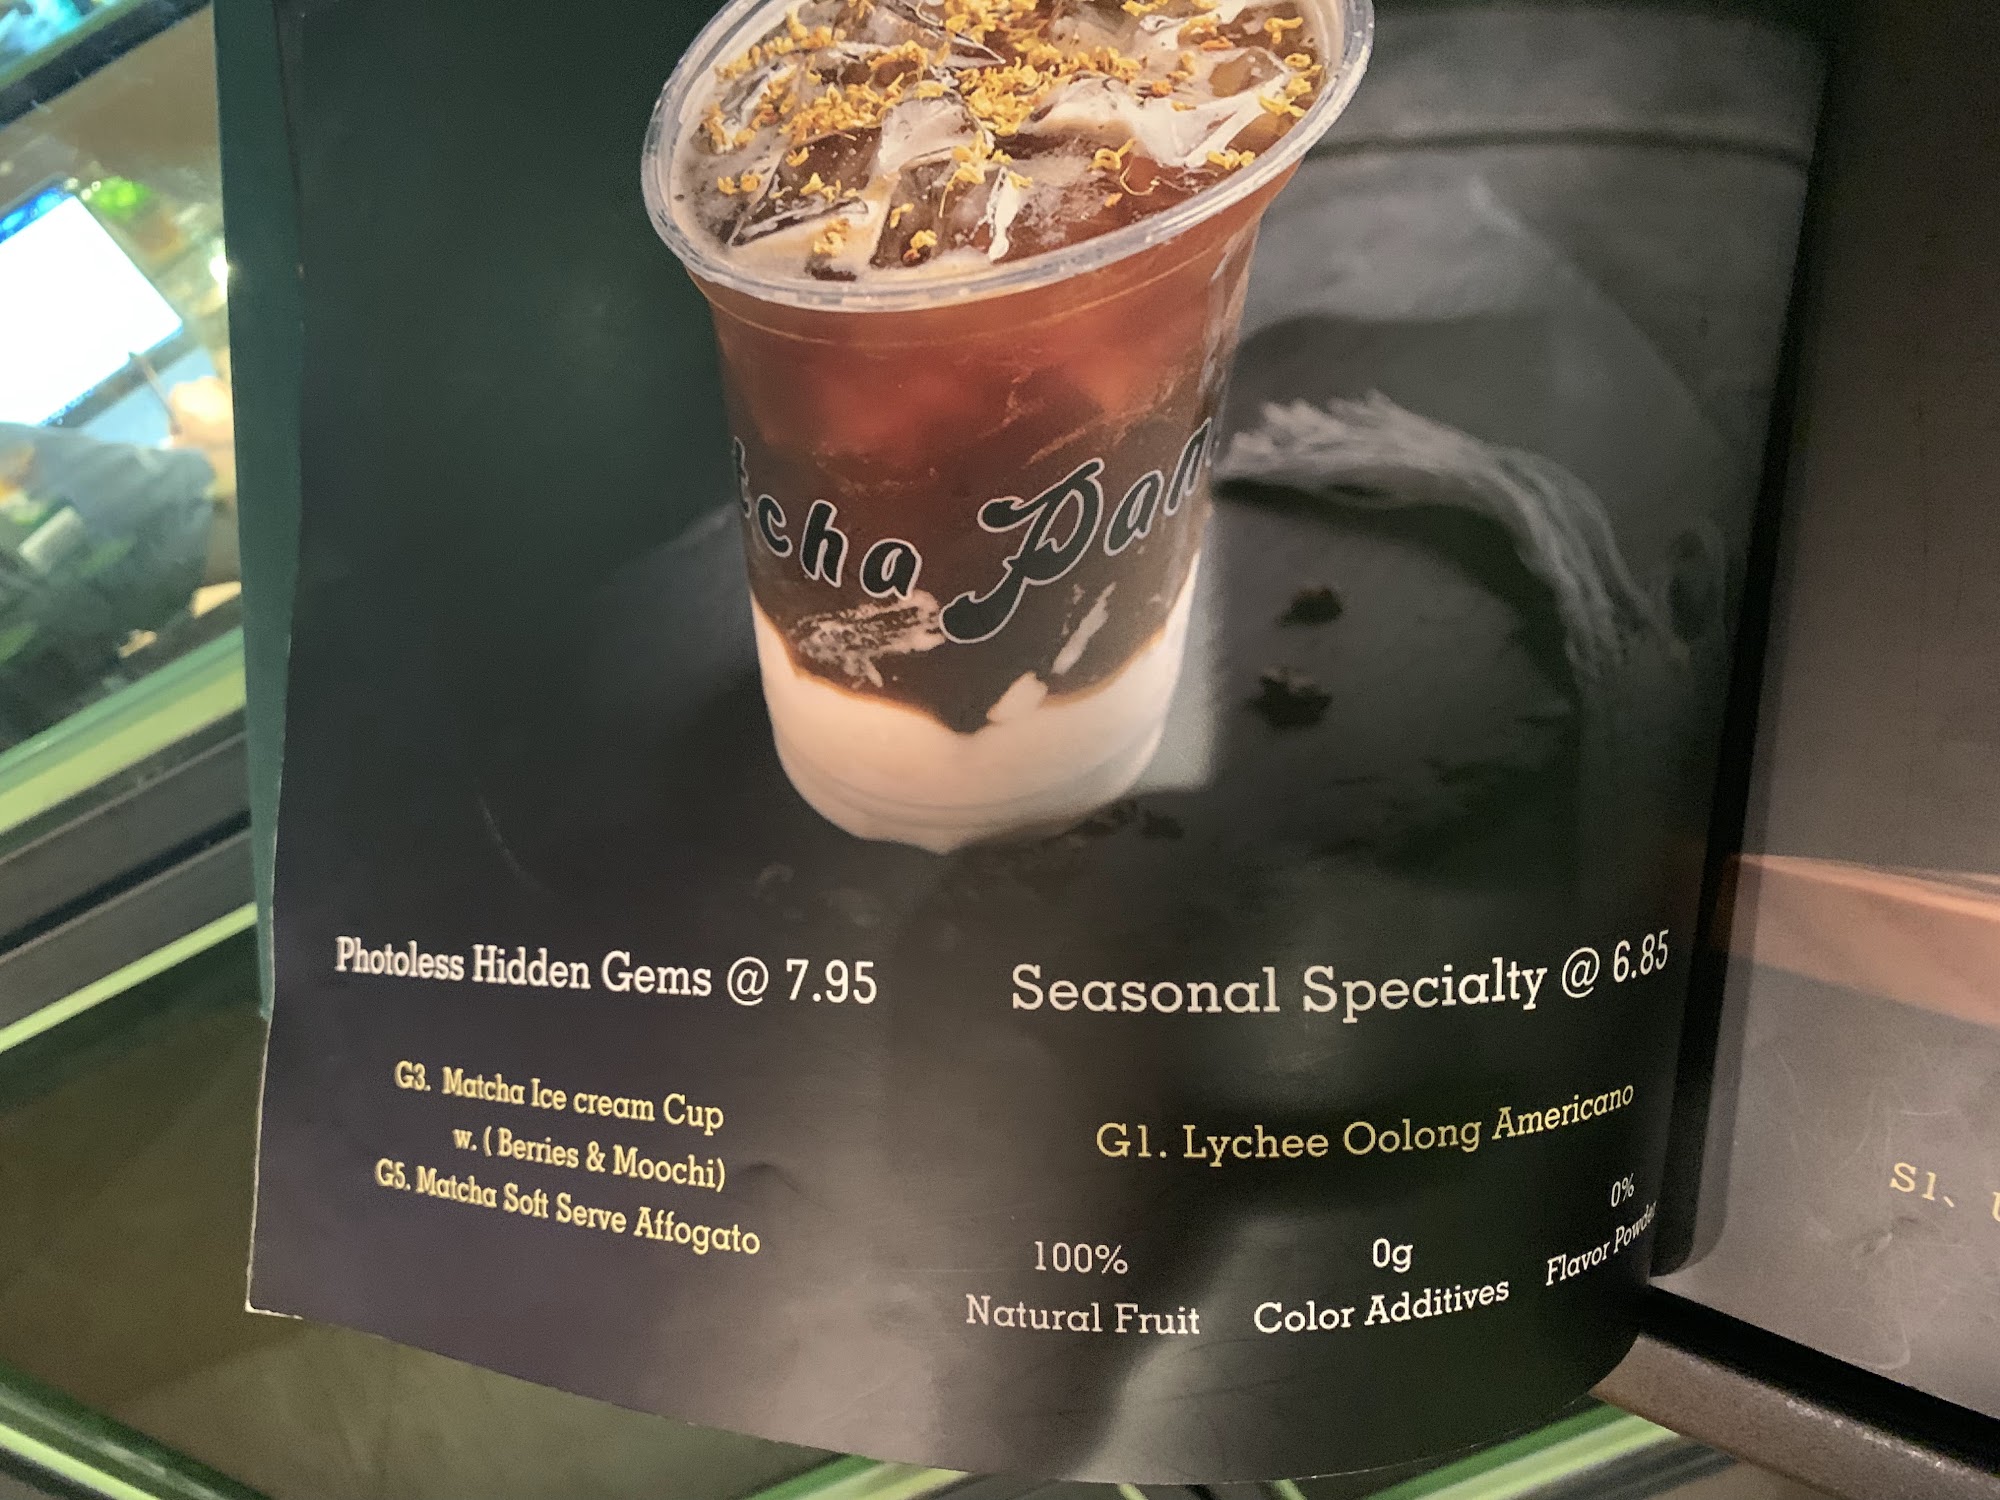 tcha Pan
Photoless Hidden Gems @ 7.95
G3. Matcha Ice cream Cup
w. ( Berries & Moochi)
G5. Matcha Soft Serve Affogato
Seasonal Specialty @ 6.85
G1. Lychee Oolong Americano
100%
Natural Fruit
0g
Color Additives
0%
Flavor Powder
S1、